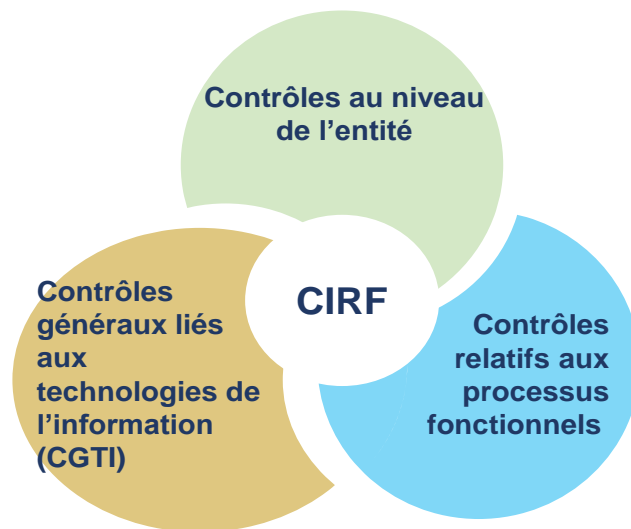 Contrôles au niveau
de l’entité
CIRF
Contrôles
généraux liés
aux
technologies de
l’information
(CGTI)
Contrôles
relatifs aux
processus
fonctionnels